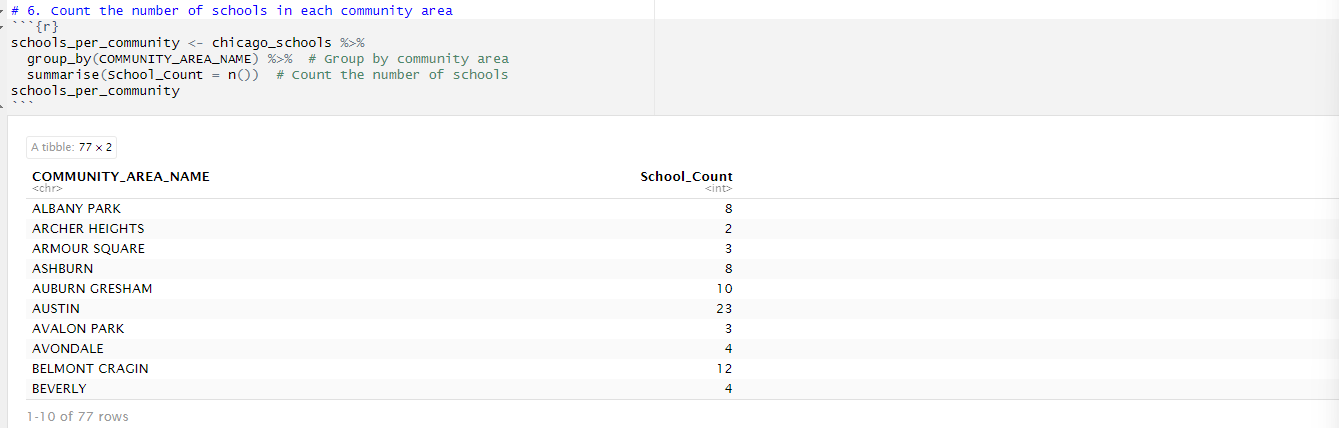 # 6. Count the number of schools in each community area
```{r}
schools_per_community <- chicago_schools %>%
  group_by(COMMUNITY_AREA_NAME) %>%  # Group by community area
  summarise(School_Count = n())  # Count the number of schools
schools_per_community
```
A tibble: 77 × 2
COMMUNITY_AREA_NAME School_Count
<chr> <int>
ALBANY PARK 8
ARCHER HEIGHTS 2
ARMOUR SQUARE 3
ASHBURN 8
AUBURN GRESHAM 10
AUSTIN 23
AVALON PARK 3
AVONDALE 4
BELMONT CRAGIN 12
BEVERLY 4
1-10 of 77 rows